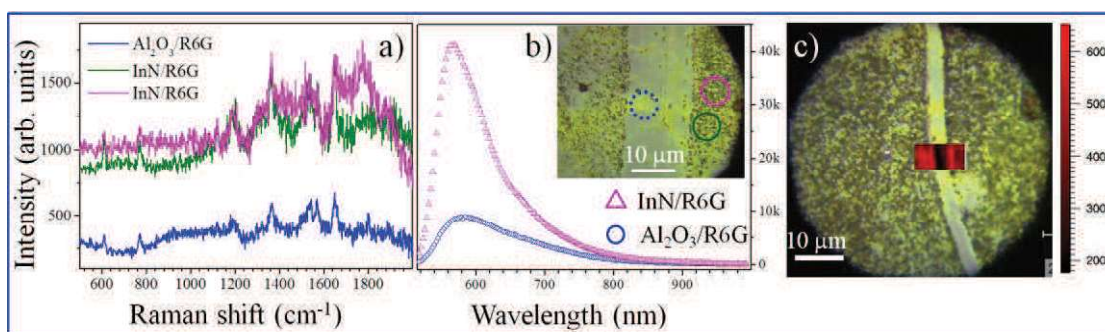 a)
Al₂O₃/R6G
InN/R6G
InN/R6G
Intensity (arb. units)
1500
1000
500
800 1000 1200 1400 1600 1800
Raman shift (cm⁻¹)
b)
10 μm
InN/R6G
Al₂O₃/R6G
40k
30k
20k
10k
0
600 700 800 900
Wavelength (nm)
c)
10 μm
600
500
400
300
200